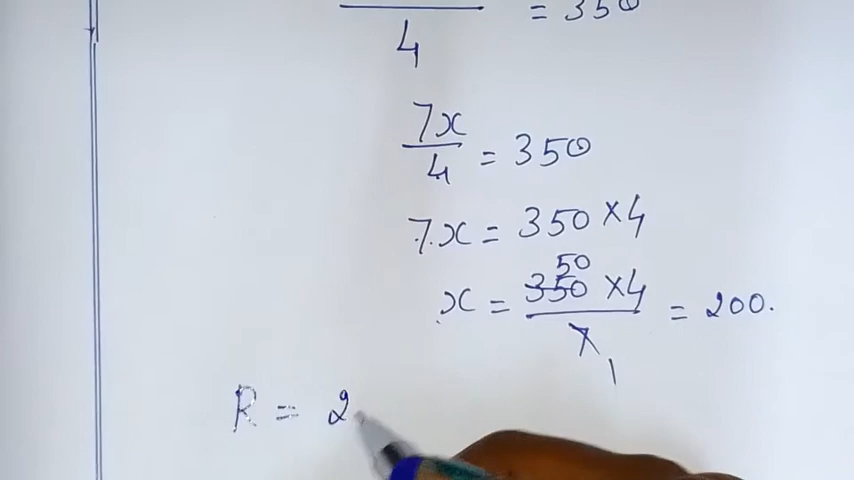 — = 350
4
7x/4 = 350
7x = 350 × 4
x = 350 50 × 4 / 7 1 = 200.
R = 2